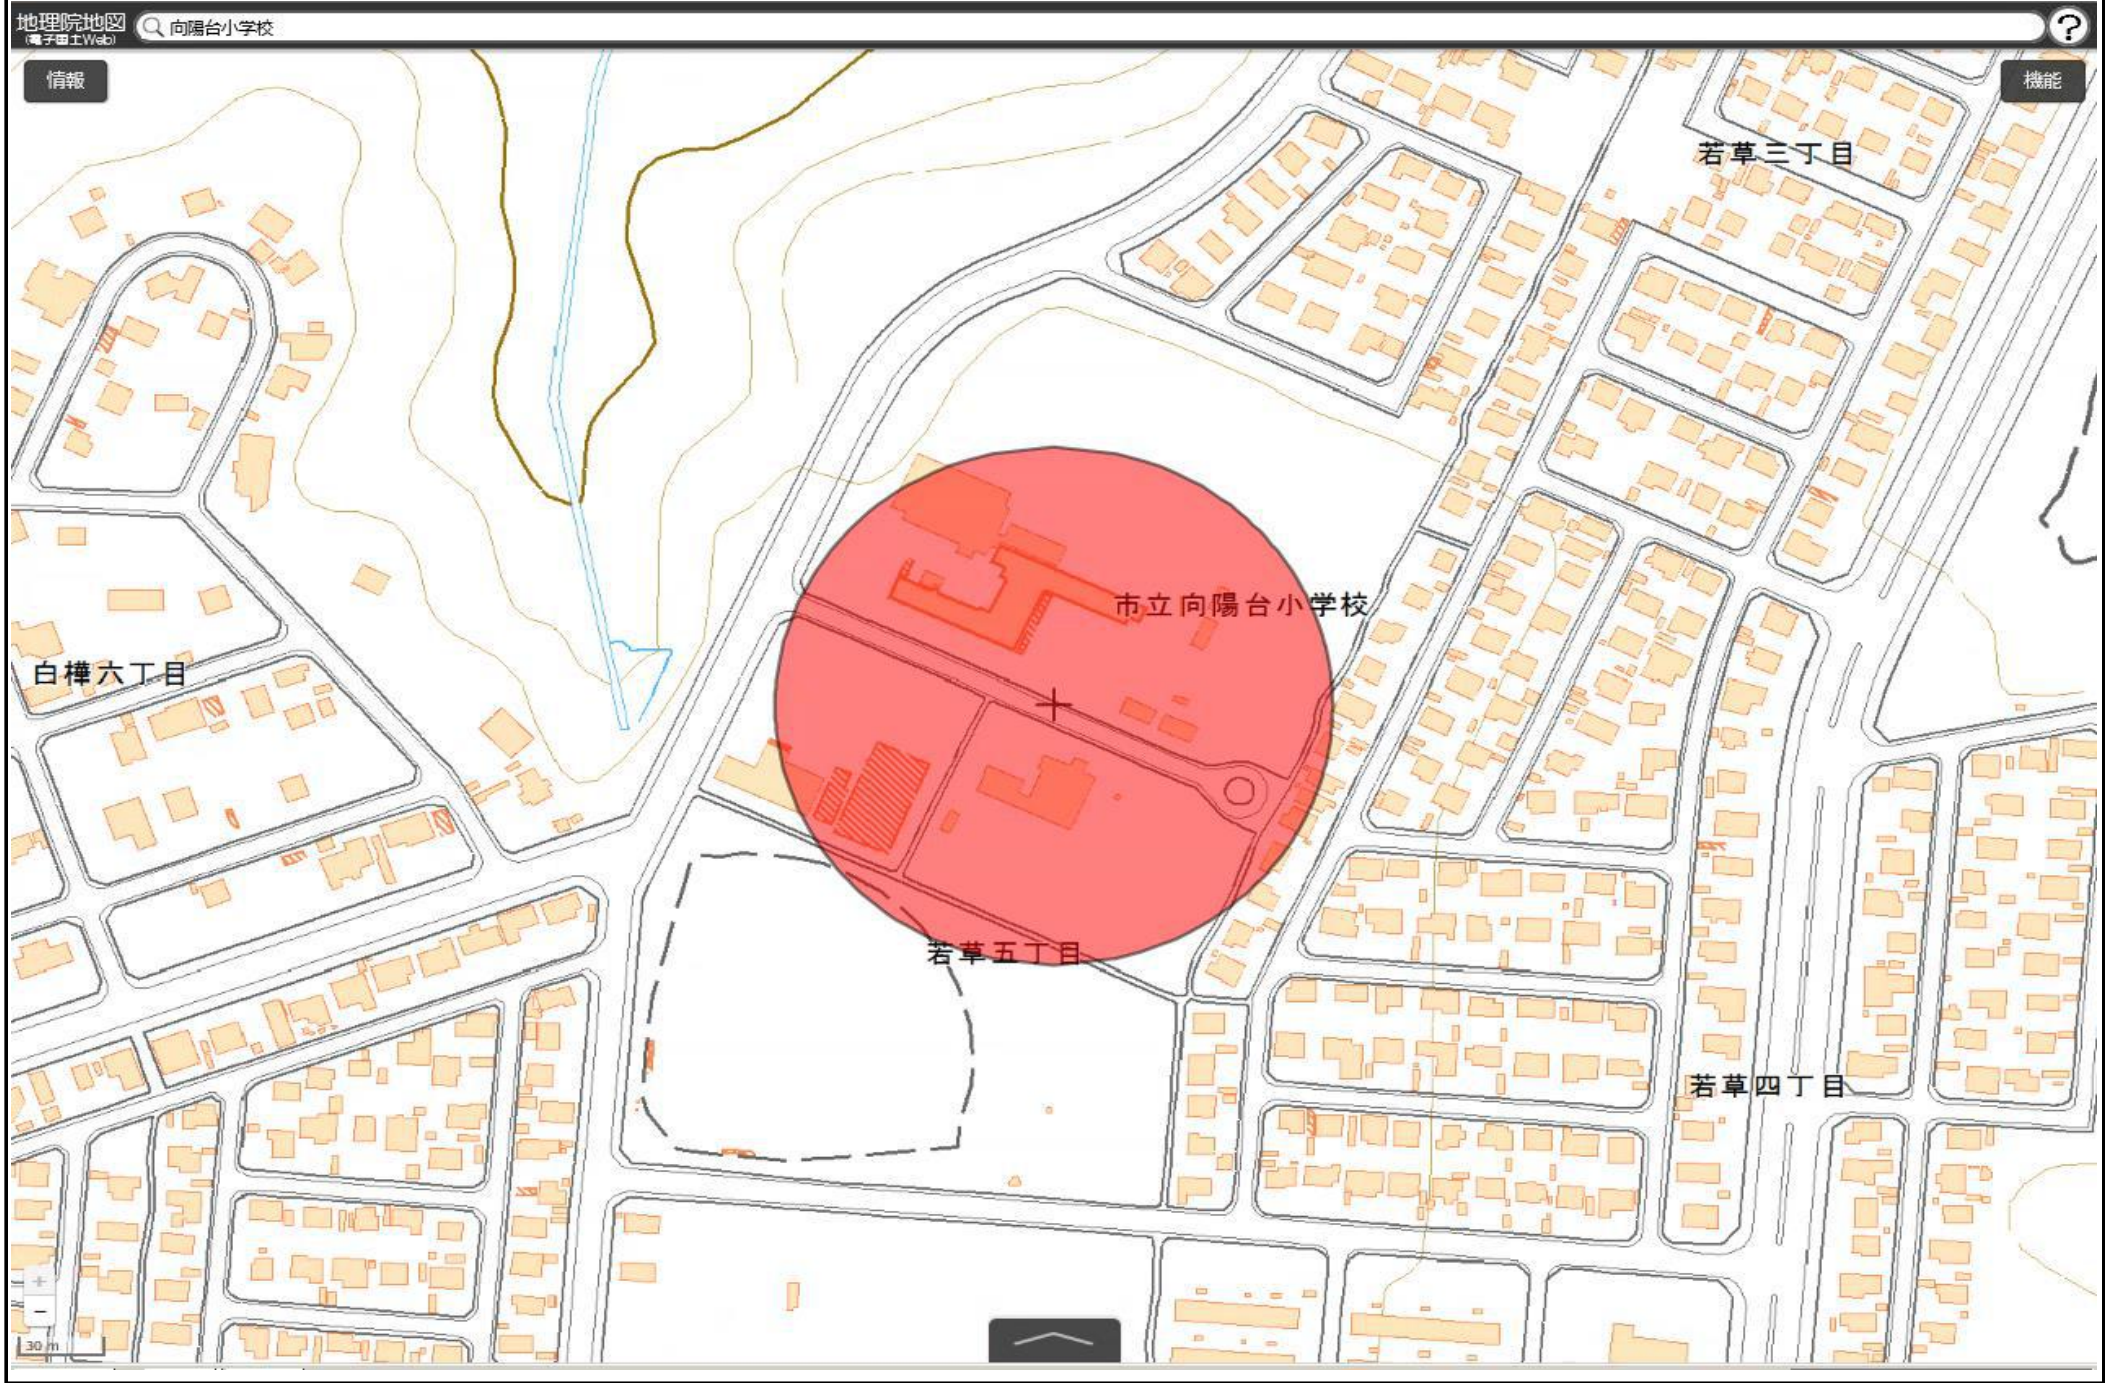 地理院地図
(電子国土Web)
向陽台小学校
?
情報
機能
若草三丁目
市立向陽台小学校
白樺六丁目
若草五丁目
若草四丁目
+
−
30 m